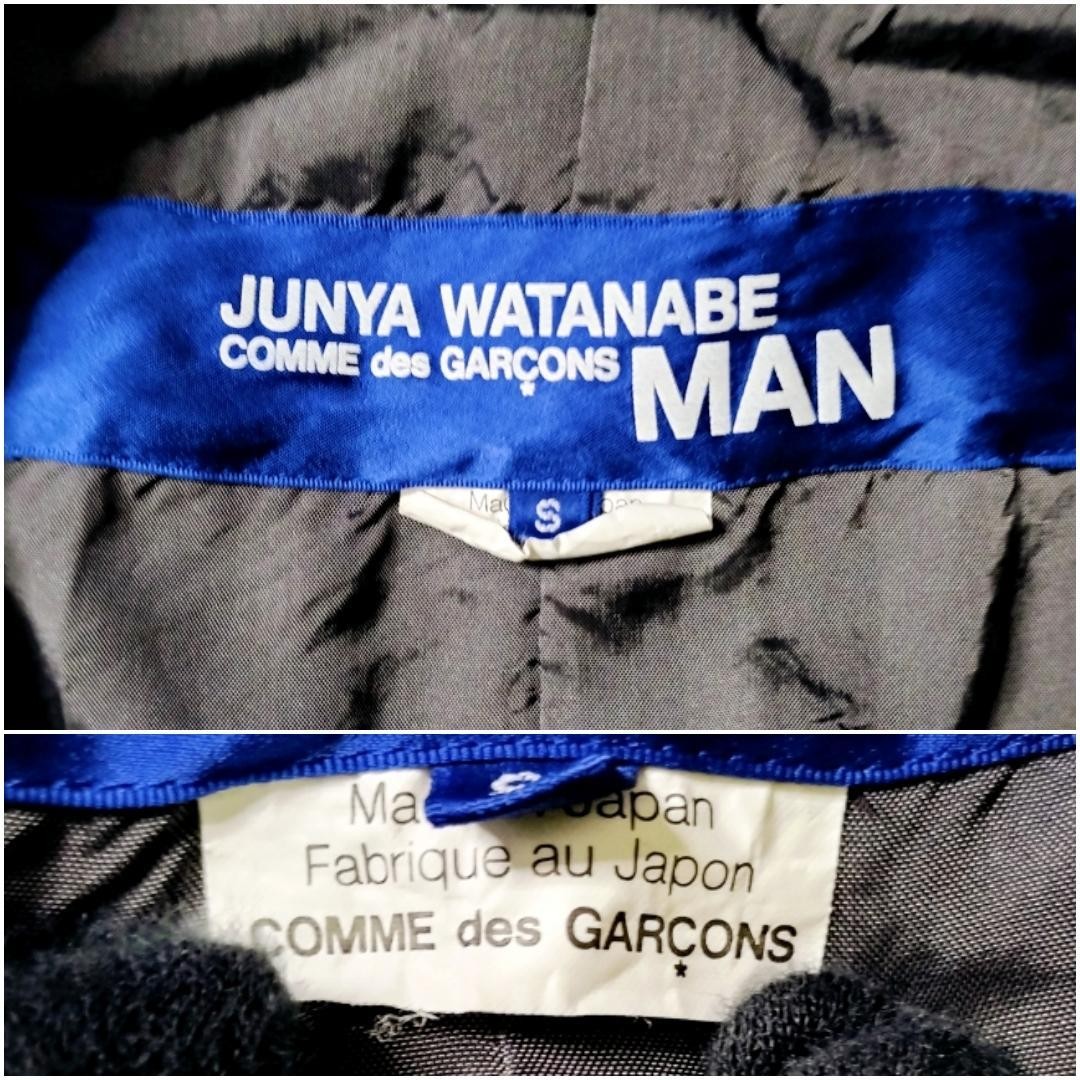 JUNYA WATANABE
COMME des GARÇONS MAN
S
Japan
Fabrique au Japon
COMME des GARÇONS